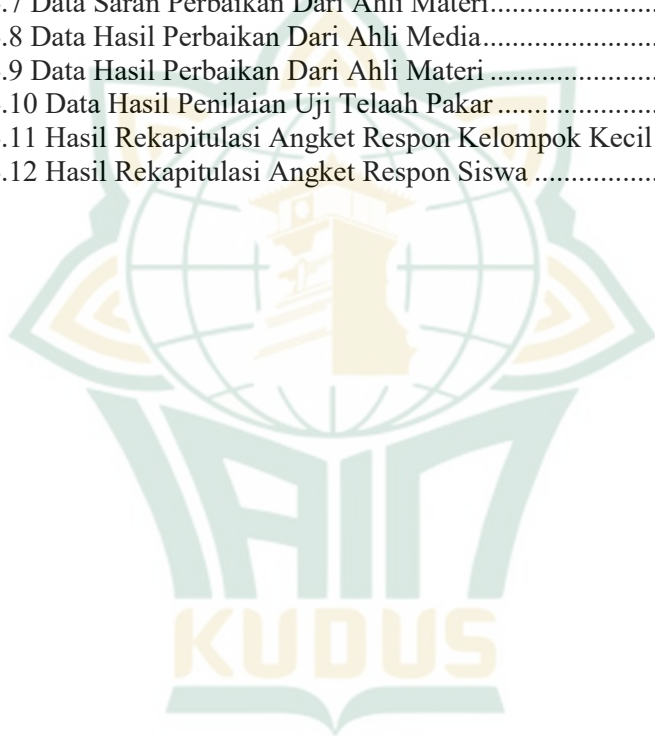 .7 Data Saran Perbaikan Dari Ahli Materi............................
.8 Data Hasil Perbaikan Dari Ahli Media............................
.9 Data Hasil Perbaikan Dari Ahli Materi ...........................
.10 Data Hasil Penilaian Uji Telaah Pakar ..........................
.11 Hasil Rekapitulasi Angket Respon Kelompok Kecil
.12 Hasil Rekapitulasi Angket Respon Siswa .....................
IAIN
KUDUS